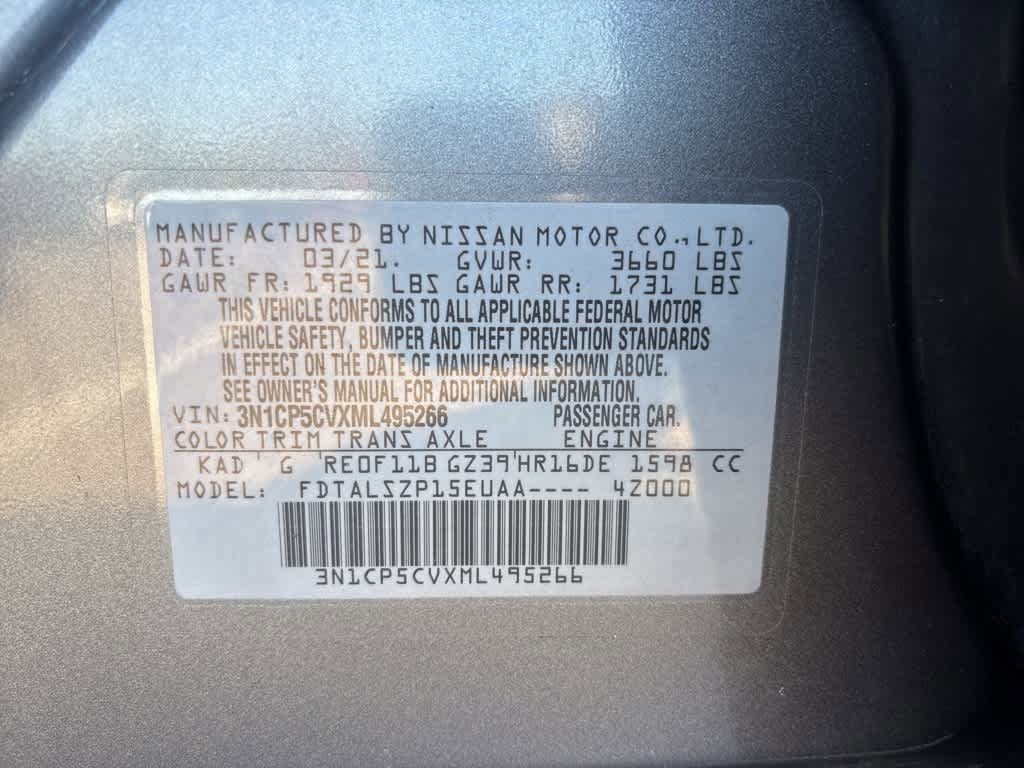 MANUFACTURED BY NISSAN MOTOR CO.,LTD.
DATE: 03/21. GVWR: 3660 LBS
GAWR FR: 1929 LBS GAWR RR: 1731 LBS
THIS VEHICLE CONFORMS TO ALL APPLICABLE FEDERAL MOTOR
VEHICLE SAFETY, BUMPER AND THEFT PREVENTION STANDARDS
IN EFFECT ON THE DATE OF MANUFACTURE SHOWN ABOVE.
SEE OWNER'S MANUAL FOR ADDITIONAL INFORMATION.
VIN: 3N1CP5CVXML495266 PASSENGER CAR.
COLOR TRIM TRANS AXLE ENGINE
KAD G RE0F11B GZ39 HR16DE 1598 CC
MODEL: FDTALSZP15EUAA---- 4Z000
3N1CP5CVXML495266